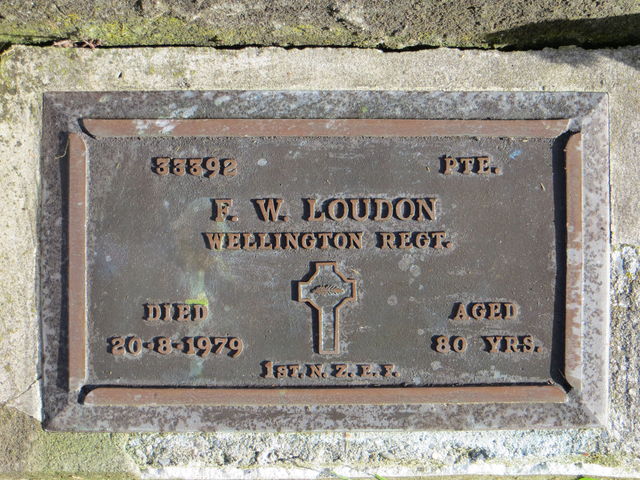 33392 PTE.
F. W. LOUDON
WELLINGTON REGT.
DIED AGED
20-8-1979 80 YRS.
1ST. N.Z.E.F.